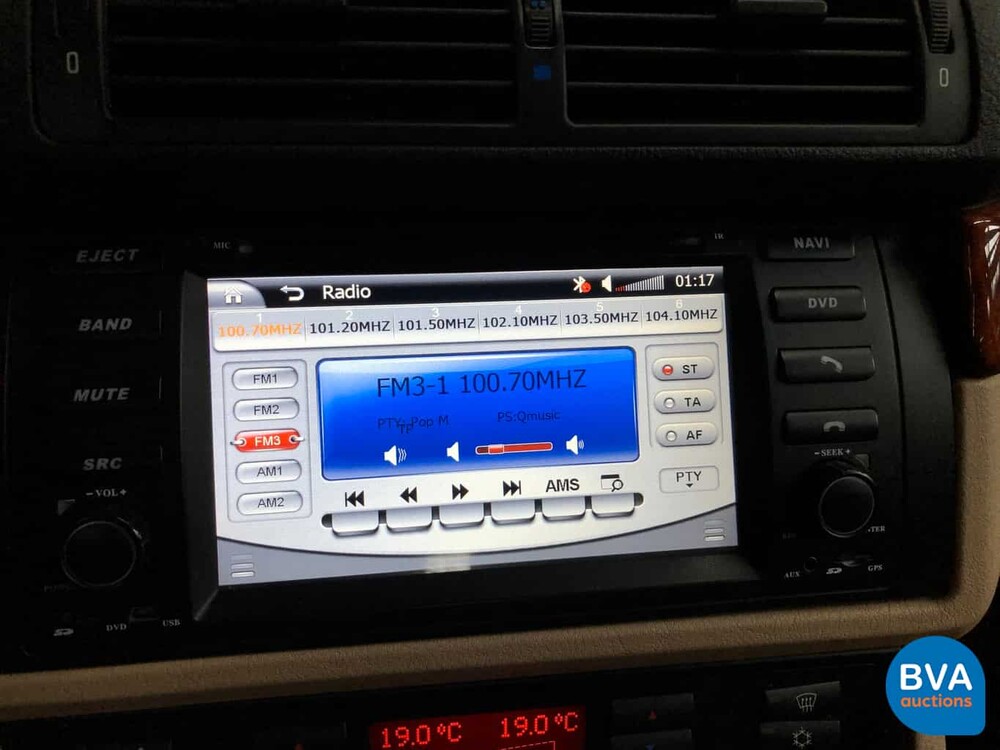 0
0
MIC
IR
EJECT
BAND
MUTE
SRC
– VOL +
DVD
USB
NAVI
DVD
– SEEK +
AUX
GPS
Radio
01:17
1 2 3 4 5 6
100.70MHZ 101.20MHZ 101.50MHZ 102.10MHZ 103.50MHZ 104.10MHZ
FM1
FM2
FM3
AM1
AM2
FM3-1 100.70MHZ
PTY: Pop M
TP
PS:Qmusic
ST
TA
AF
PTY
AMS
19.0°C 19.0°C
BVA
auctions